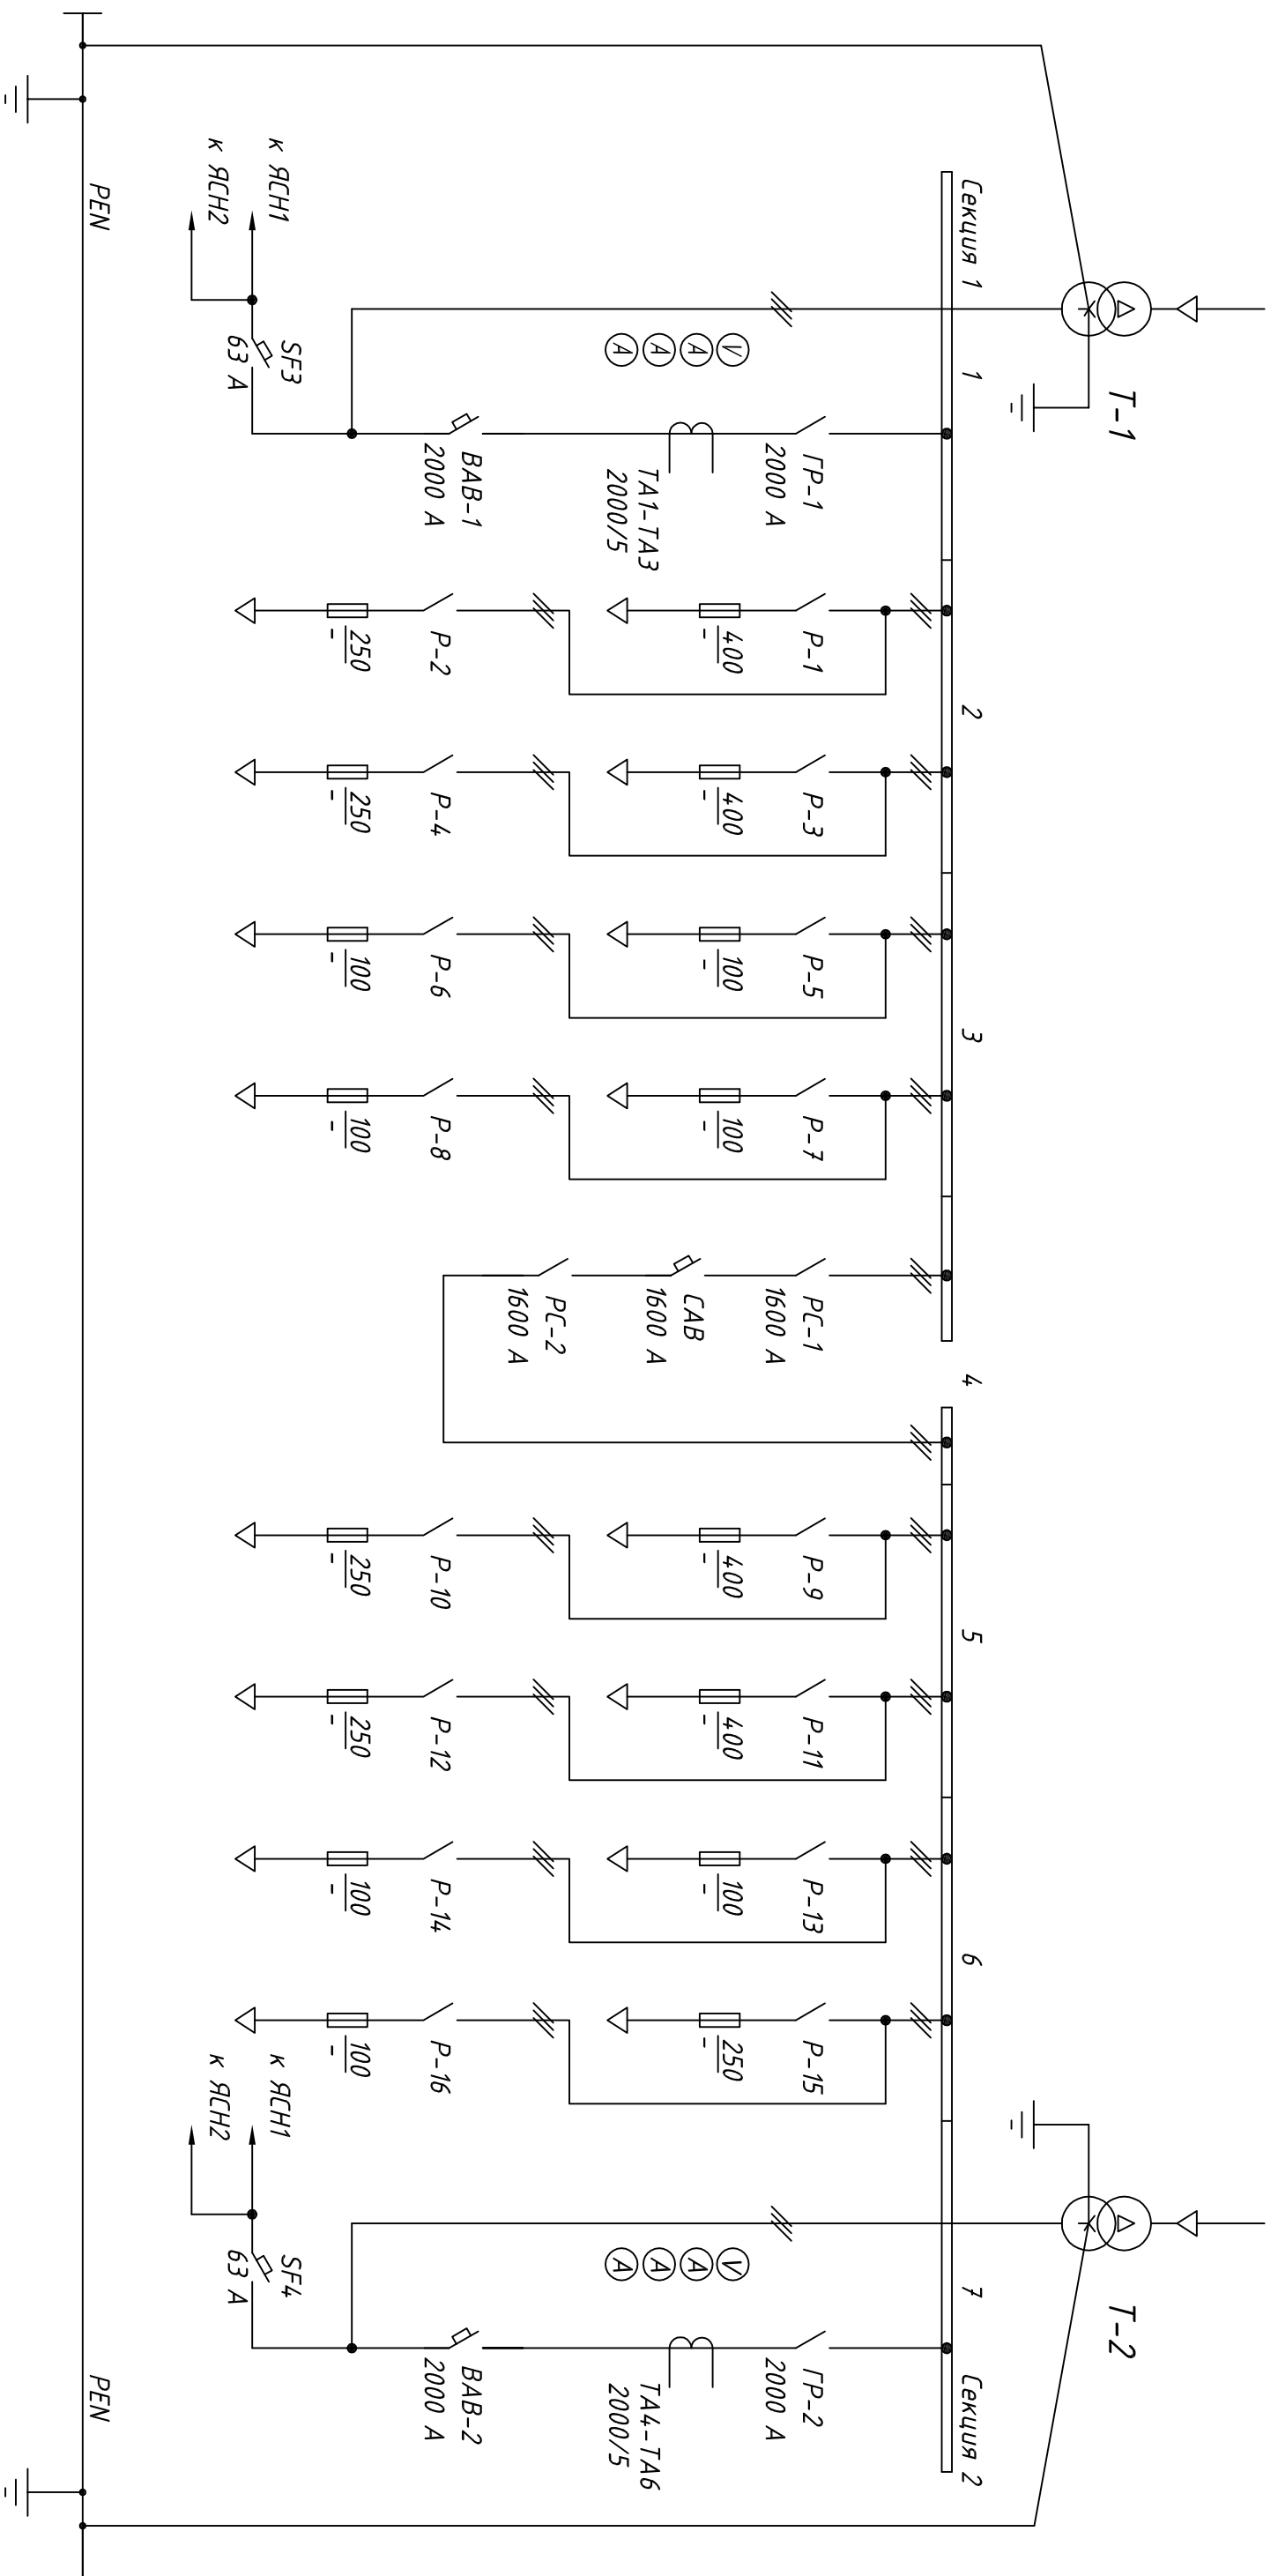 Т-1
Т-2
Секция 1
1
2
3
4
5
6
7
Секция 2
ГР-1
2000 А
ТА1-ТА3
2000/5
V
А
А
А
ВАВ-1
2000 А
SF3
63 А
к ЯСН1
к ЯСН2
Р-1
400
-
Р-2
250
-
Р-3
400
-
Р-4
250
-
Р-5
100
-
Р-6
100
-
Р-7
100
-
Р-8
100
-
РС-1
1600 А
САВ
1600 А
РС-2
1600 А
Р-9
400
-
Р-10
250
-
Р-11
400
-
Р-12
250
-
Р-13
100
-
Р-14
100
-
Р-15
250
-
Р-16
100
-
ГР-2
2000 А
ТА4-ТА6
2000/5
V
А
А
А
ВАВ-2
2000 А
SF4
63 А
к ЯСН1
к ЯСН2
PEN
PEN